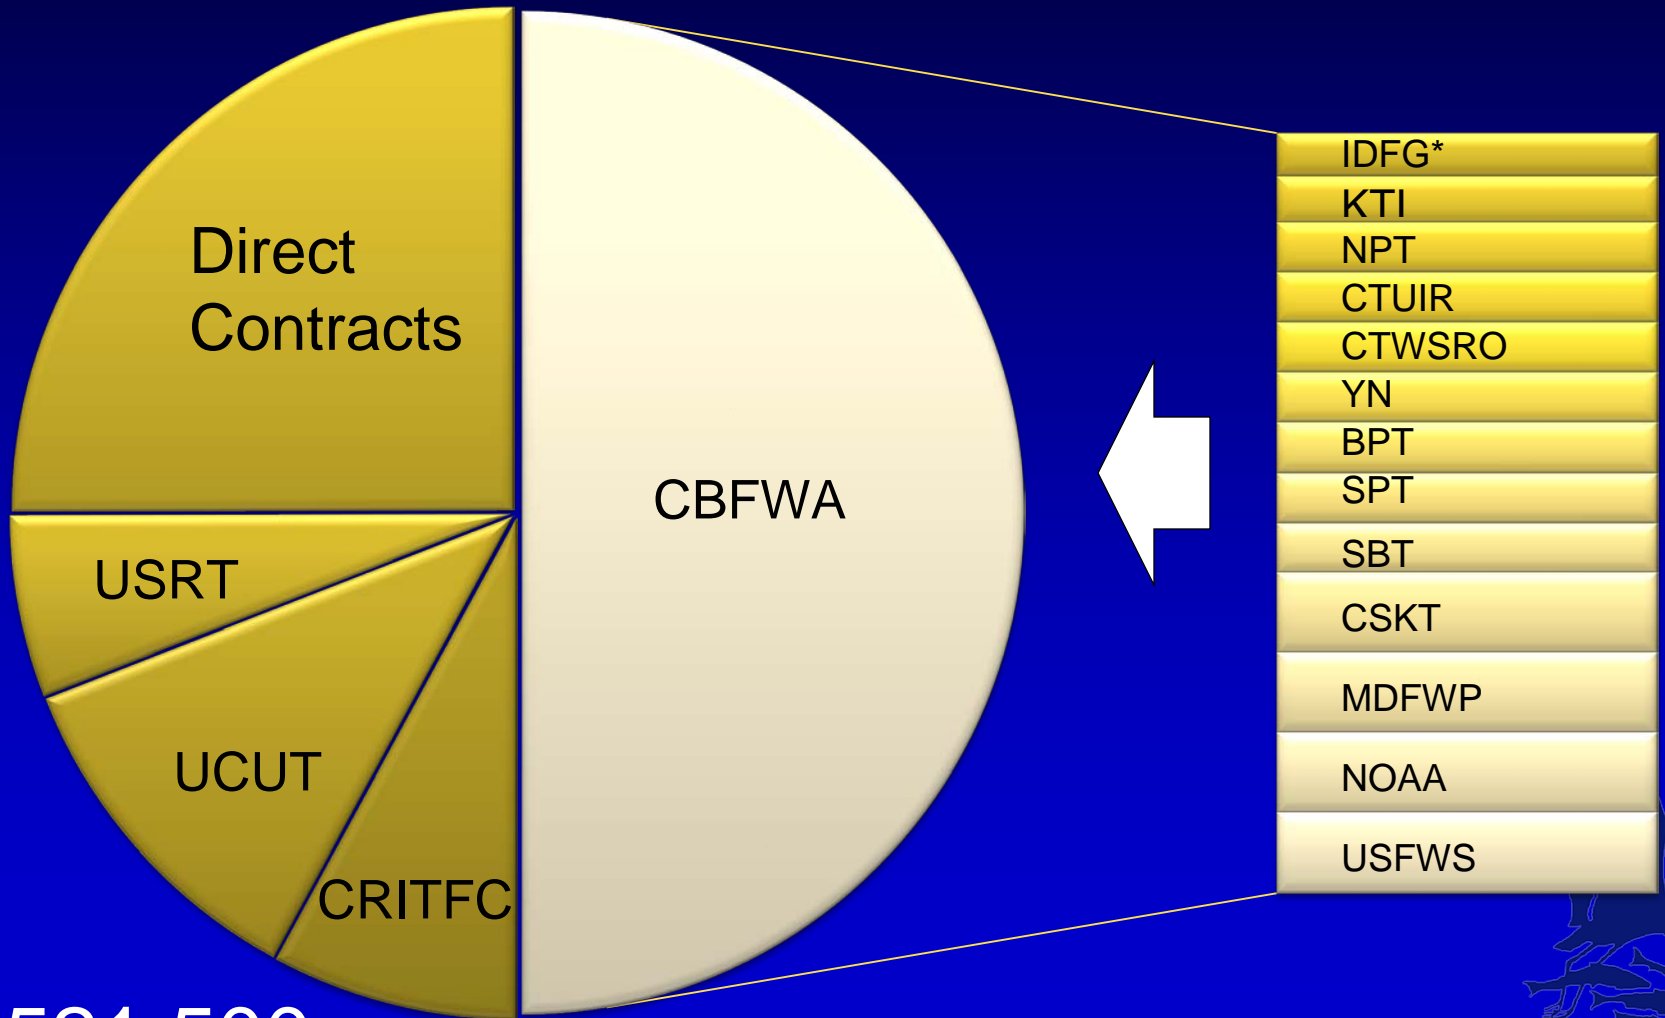 Direct
Contracts
USRT
UCUT
CRITFC
CBFWA
IDFG*
KTI
NPT
CTUIR
CTWSRO
YN
BPT
SPT
SBT
CSKT
MDFWP
NOAA
USFWS